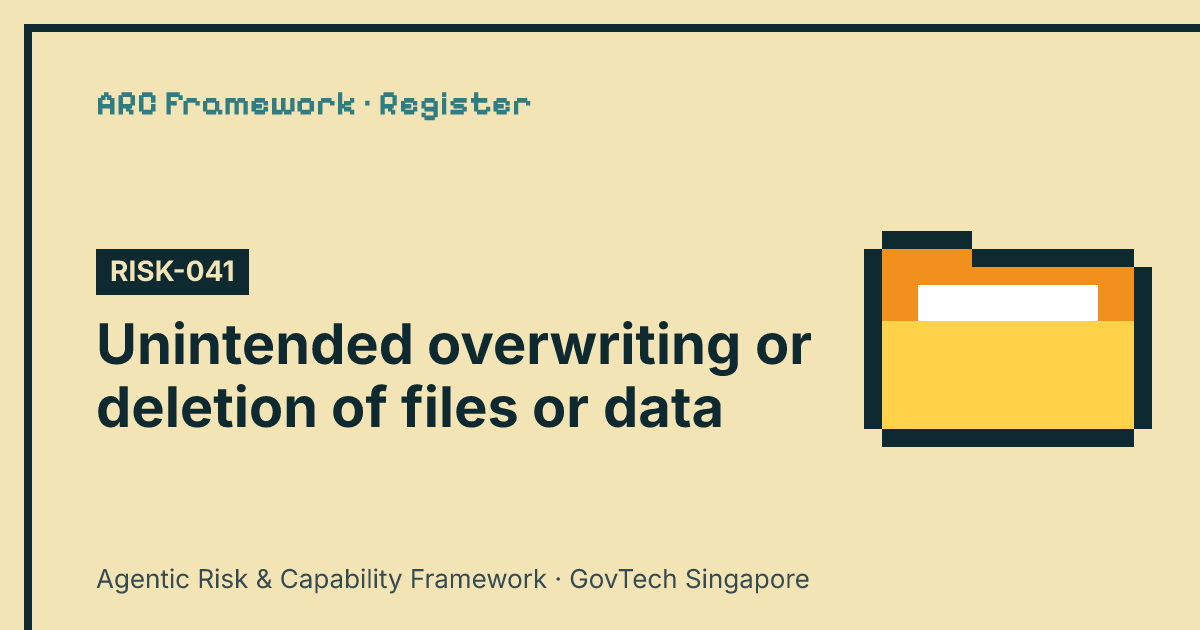 ARC Framework · Register
RISK-041
Unintended overwriting or
deletion of files or data
Agentic Risk & Capability Framework · GovTech Singapore